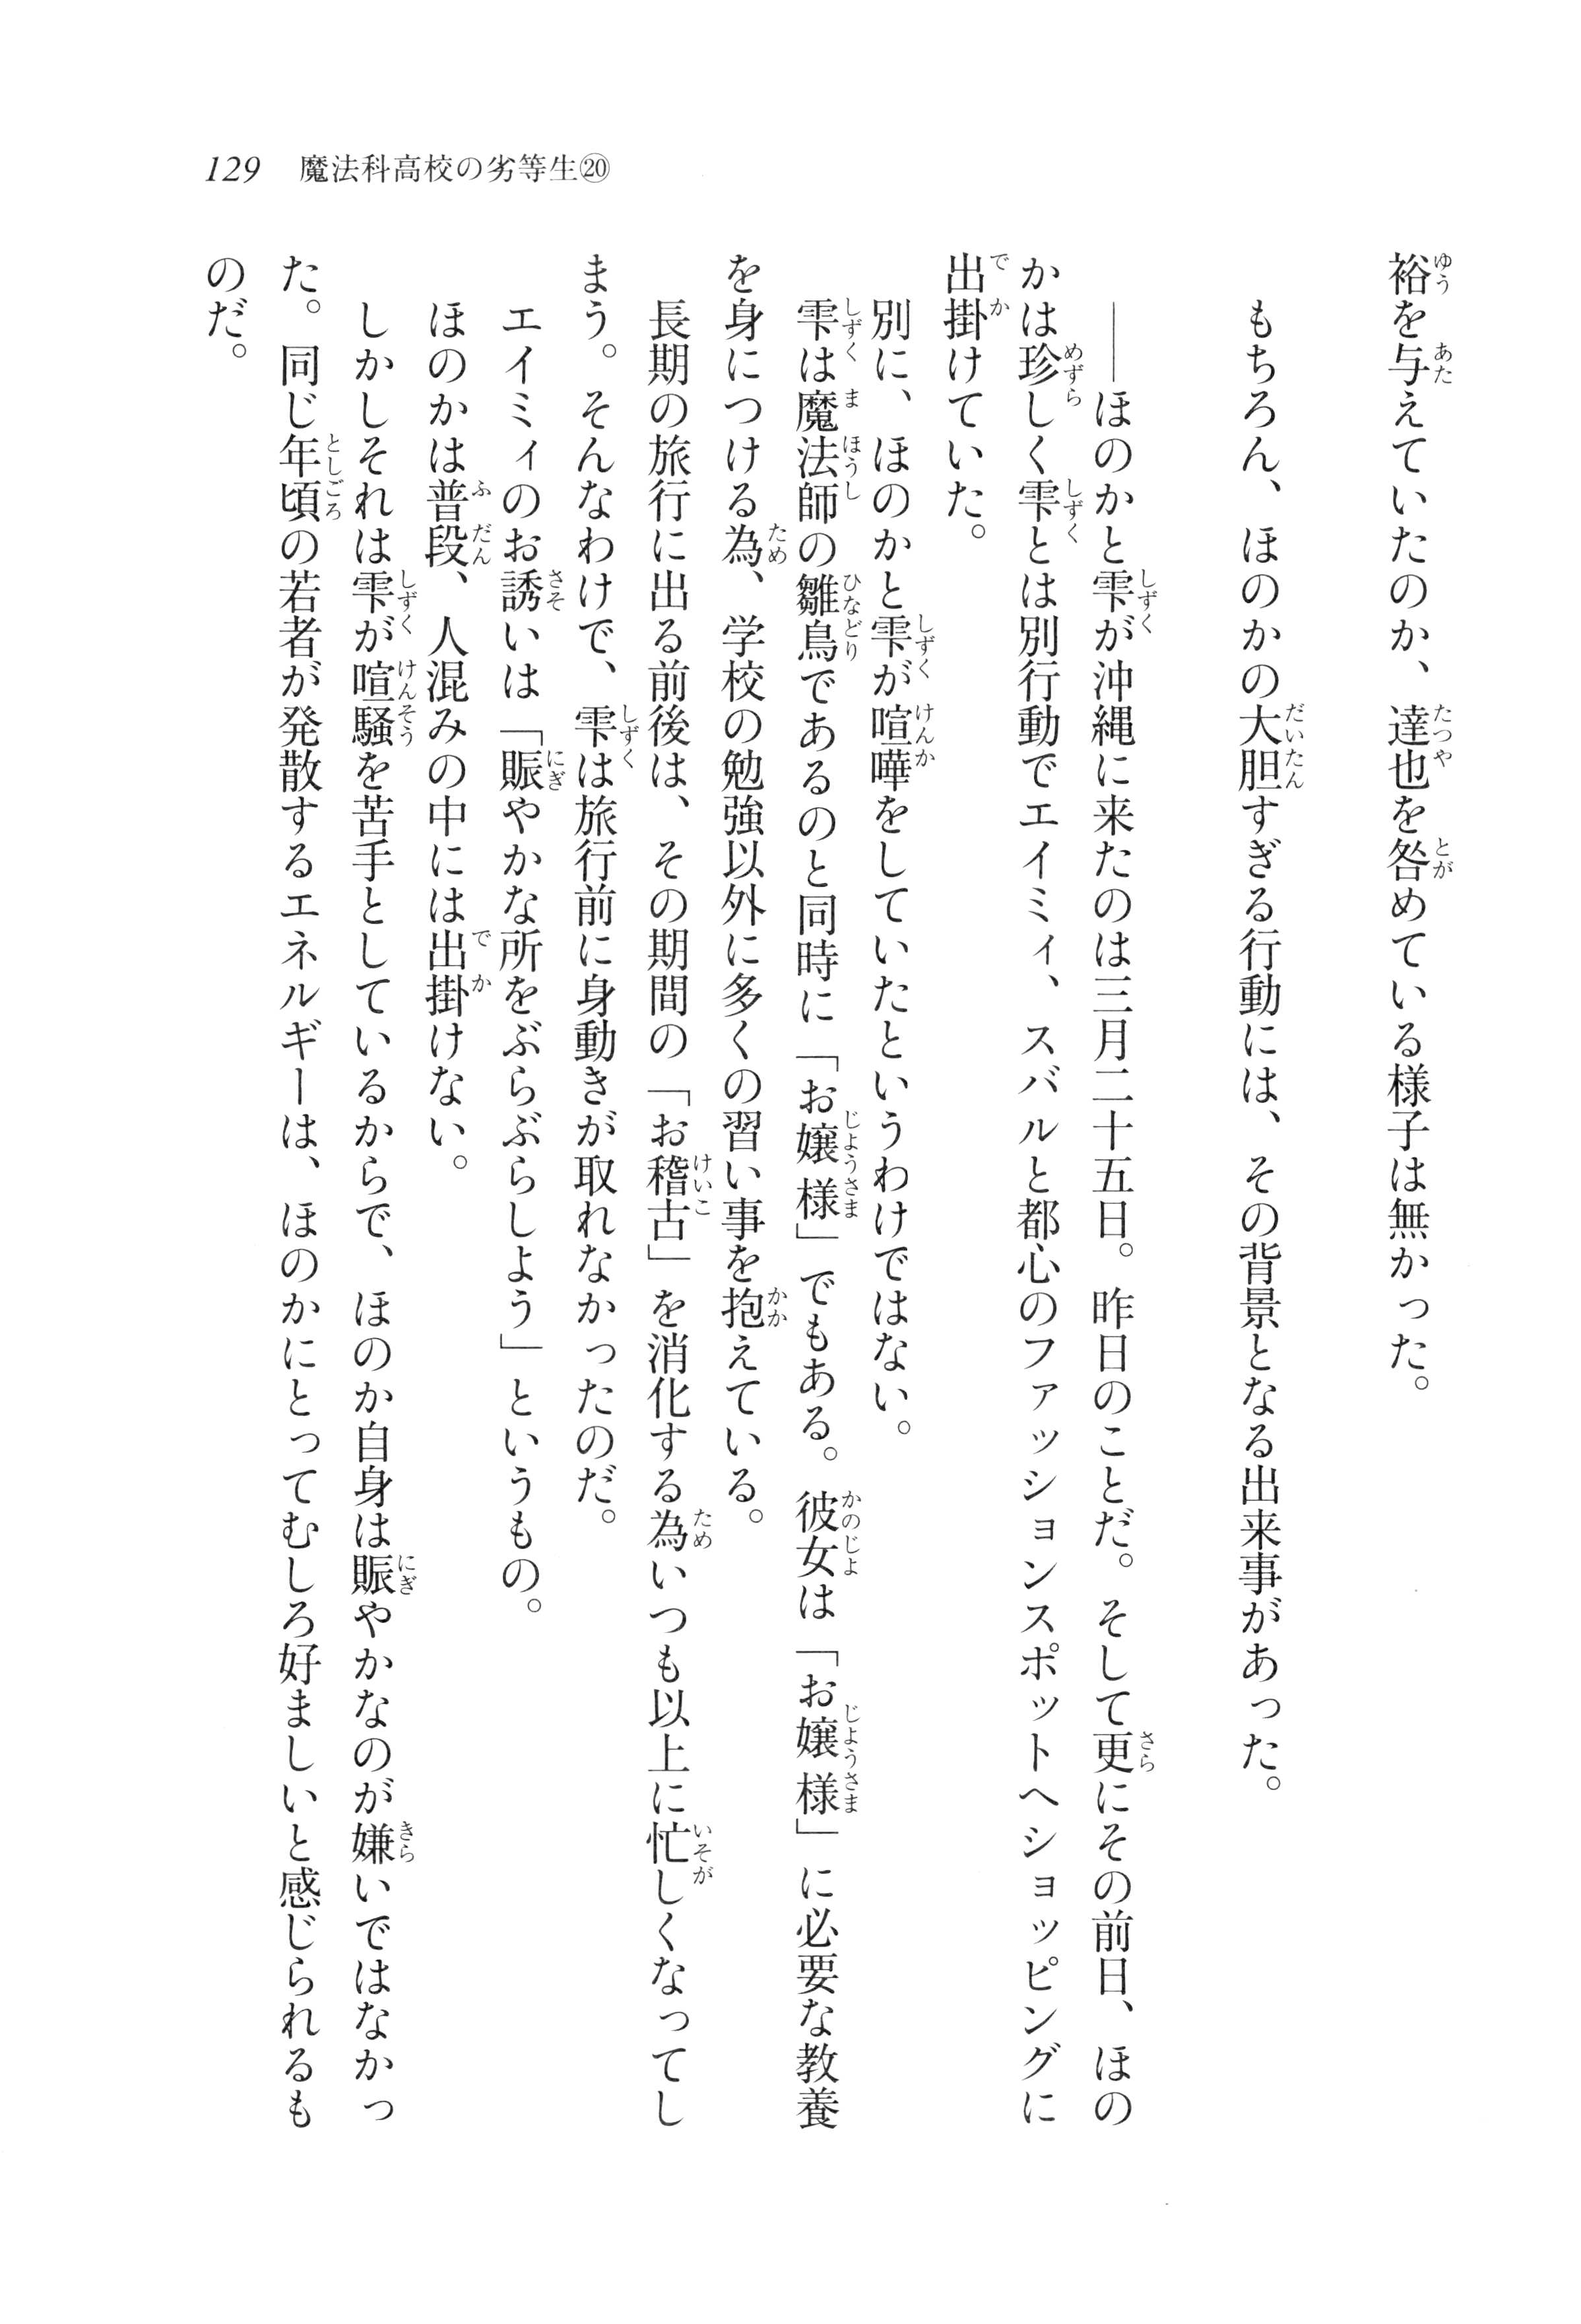 129 魔法科高校の劣等生⑳
裕を与えていたのか、達也を咎めている様子は無かった。
もちろん、ほのかの大胆すぎる行動には、その背景となる出来事があった。
――ほのかと雫が沖縄に来たのは三月二十五日。昨日のことだ。そして更にその前日、ほの
かは珍しく雫とは別行動でエイミィ、スバルと都心のファッションスポットへショッピングに
出掛けていた。
別に、ほのかと雫が喧嘩をしていたというわけではない。
雫は魔法師の雛鳥であるのと同時に「お嬢様」でもある。彼女は「お嬢様」に必要な教養
を身につける為、学校の勉強以外に多くの習い事を抱えている。
長期の旅行に出る前後は、その期間の「お稽古」を消化する為いつも以上に忙しくなってし
まう。そんなわけで、雫は旅行前に身動きが取れなかったのだ。
エイミィのお誘いは「賑やかな所をぶらぶらしよう」というもの。
ほのかは普段、人混みの中には出掛けない。
しかしそれは雫が喧騒を苦手としているからで、ほのか自身は賑やかなのが嫌いではなかっ
た。同じ年頃の若者が発散するエネルギーは、ほのかにとってむしろ好ましいと感じられるも
のだ。